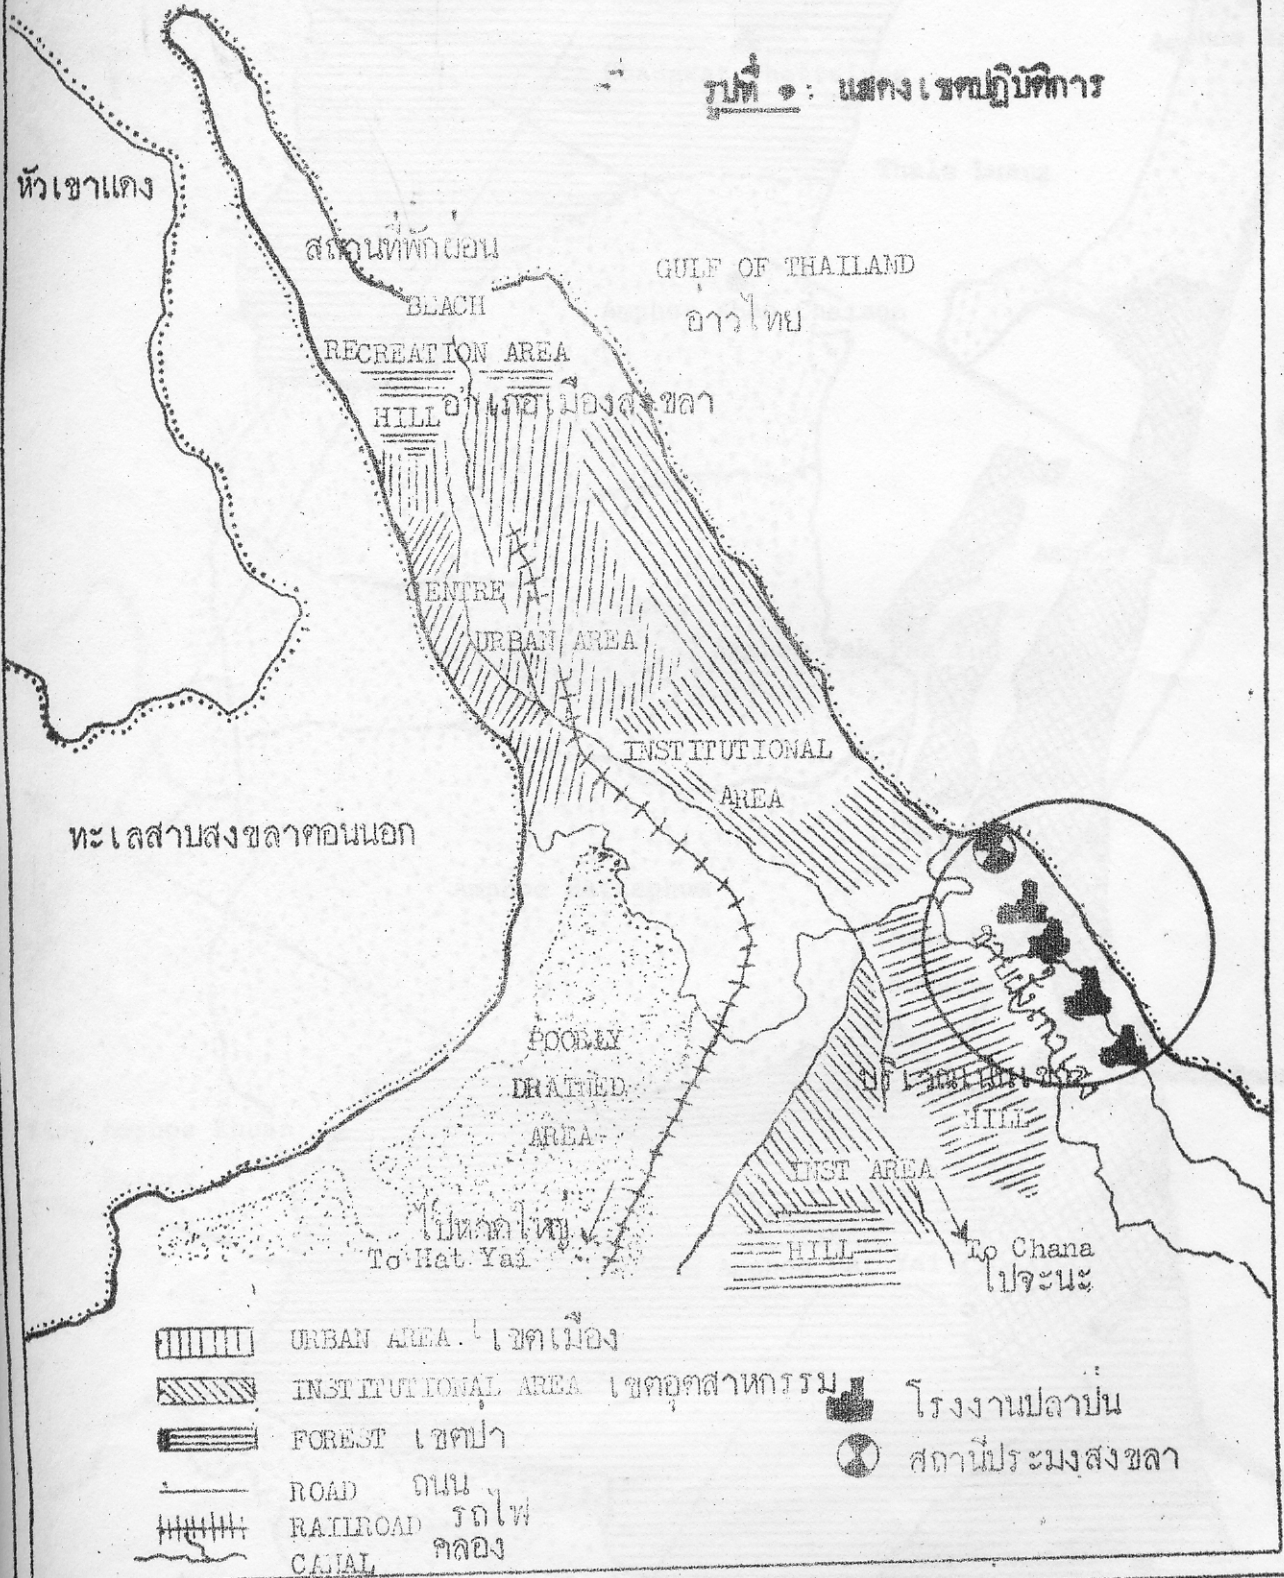 รูปที่ ๑: แสดงเขตปฏิบัติการ
หัวเขาแดง
สถานที่พักผ่อน
GULF OF THAILAND
อ่าวไทย
BEACH
RECREATION AREA
อำเภอเมืองสงขลา
HILL
CENTRE
URBAN AREA
INSTITUTIONAL
AREA
ทะเลสาบสงขลาตอนนอก
POORLY
DRAINED
AREA
HILL
INST AREA
ไปหาดใหญ่
To Hat Yai
HILL
To Chana
ไปจะนะ
URBAN AREA. เขตเมือง
INSTITUTIONAL AREA เขตอุตสาหกรรม
โรงงานปลาป่น
FOREST เขตป่า
สถานีประมงสงขลา
ROAD ถนน
RAILROAD รถไฟ
CANAL คลอง